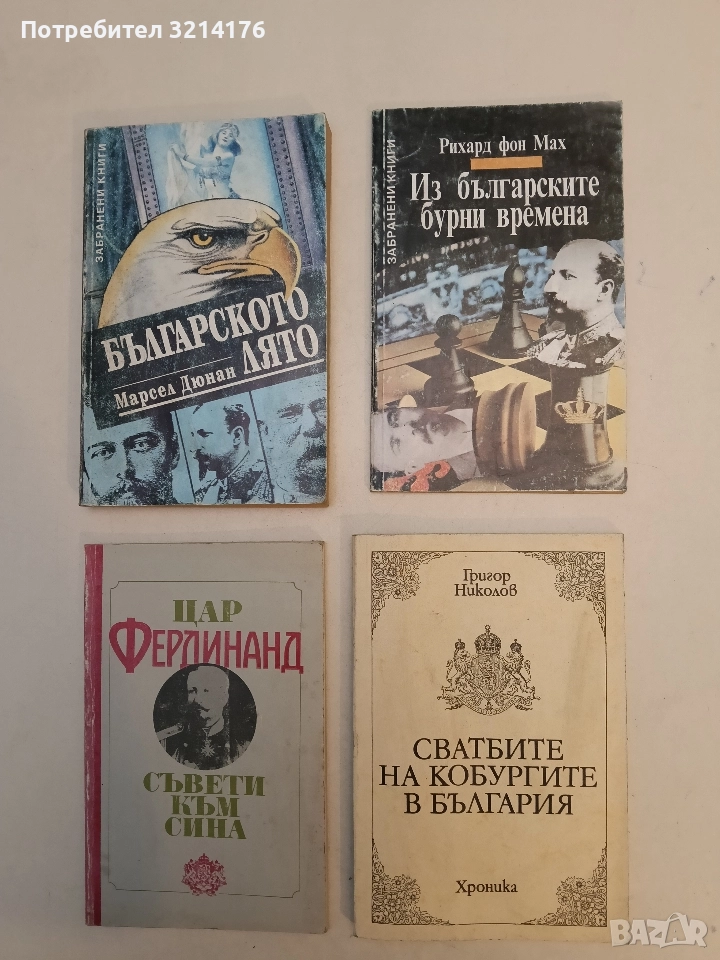 Потребител 3214176
ЗАБРАНЕНИ КНИГИ
БЪЛГАРСКОТО
ЛЯТО
Марсел Дюнан
ЗАБРАНЕНИ КНИГИ
Рихард фон Мах
Из българските
бурни времена
ЦАР
ФЕРДИНАНД
СЪВЕТИ
КЪМ
СИНА
Григор
Николов
СВАТБИТЕ
НА КОБУРГИТЕ
В БЪЛГАРИЯ
Хроника
BAZAR